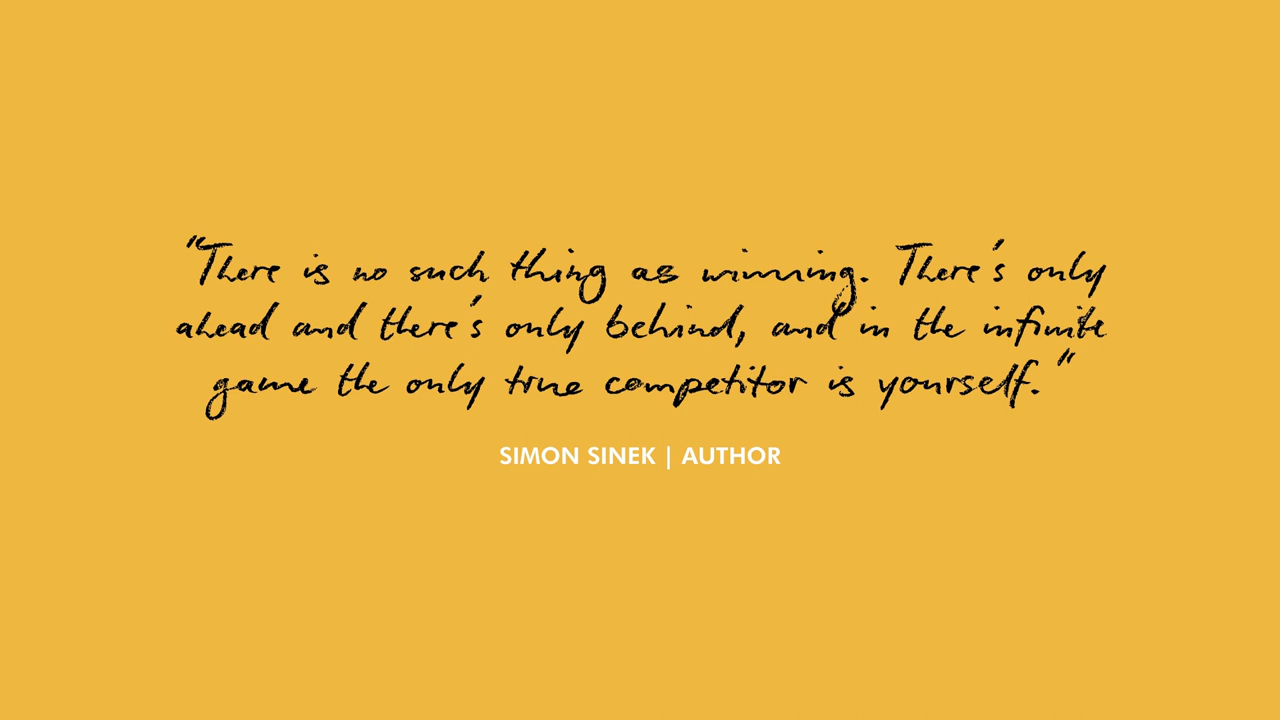 “There is no such thing as winning. There's only
ahead and there's only behind, and in the infinite
game the only true competitor is yourself.”
SIMON SINEK | AUTHOR